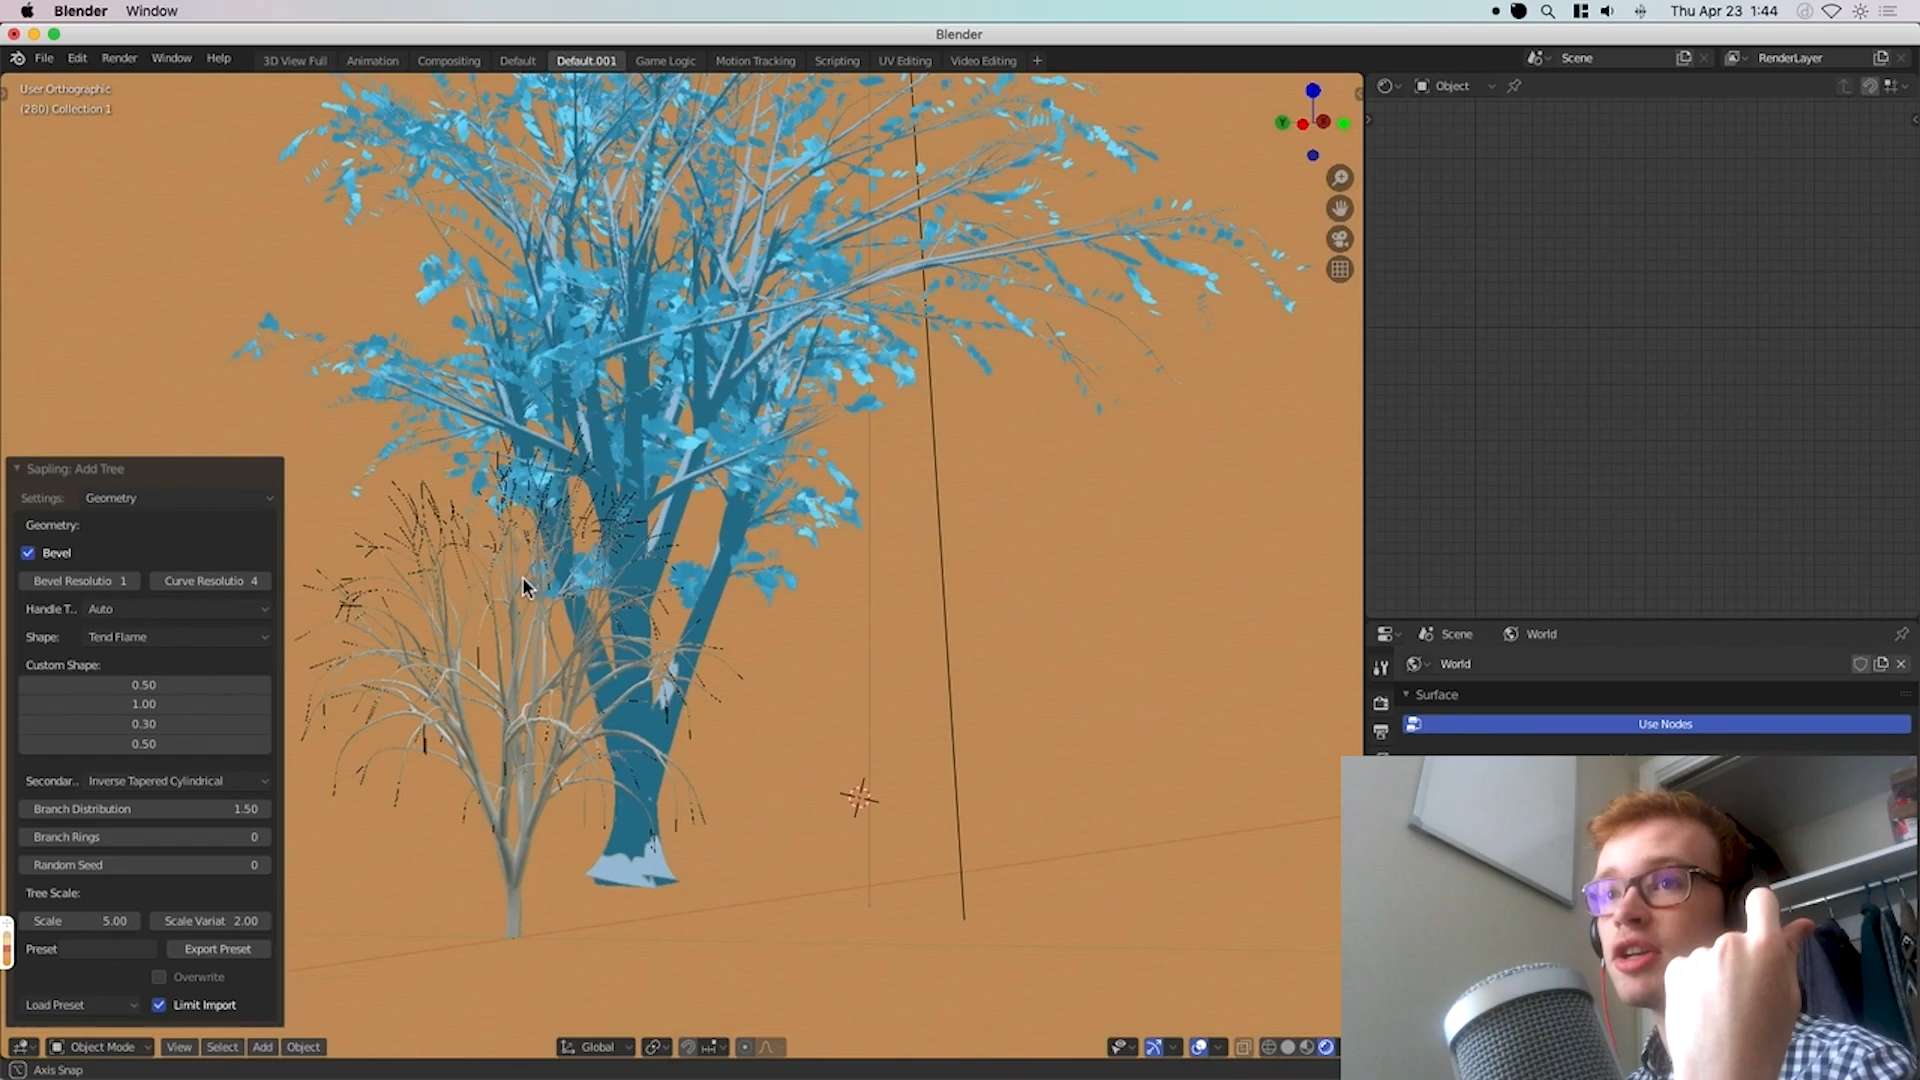 Blender Window
Thu Apr 23 1:44
Blender
File Edit Render Window Help
3D View Full Animation Compositing Default Default.001 Game Logic Motion Tracking Scripting UV Editing Video Editing +
Scene
RenderLayer
User Orthographic
(280) Collection 1
Object
Y
X
Sapling: Add Tree
Settings: Geometry
Geometry:
Bevel
Bevel Resolutio 1
Curve Resolutio 4
Handle T.. Auto
Shape: Tend Flame
Custom Shape:
0.50
1.00
0.30
0.50
Secondar.. Inverse Tapered Cylindrical
Branch Distribution 1.50
Branch Rings 0
Random Seed 0
Tree Scale:
Scale 5.00
Scale Variat 2.00
Preset
Export Preset
Overwrite
Load Preset
Limit Import
Scene World
World
Surface
Use Nodes
Object Mode View Select Add Object
Global
Axis Snap